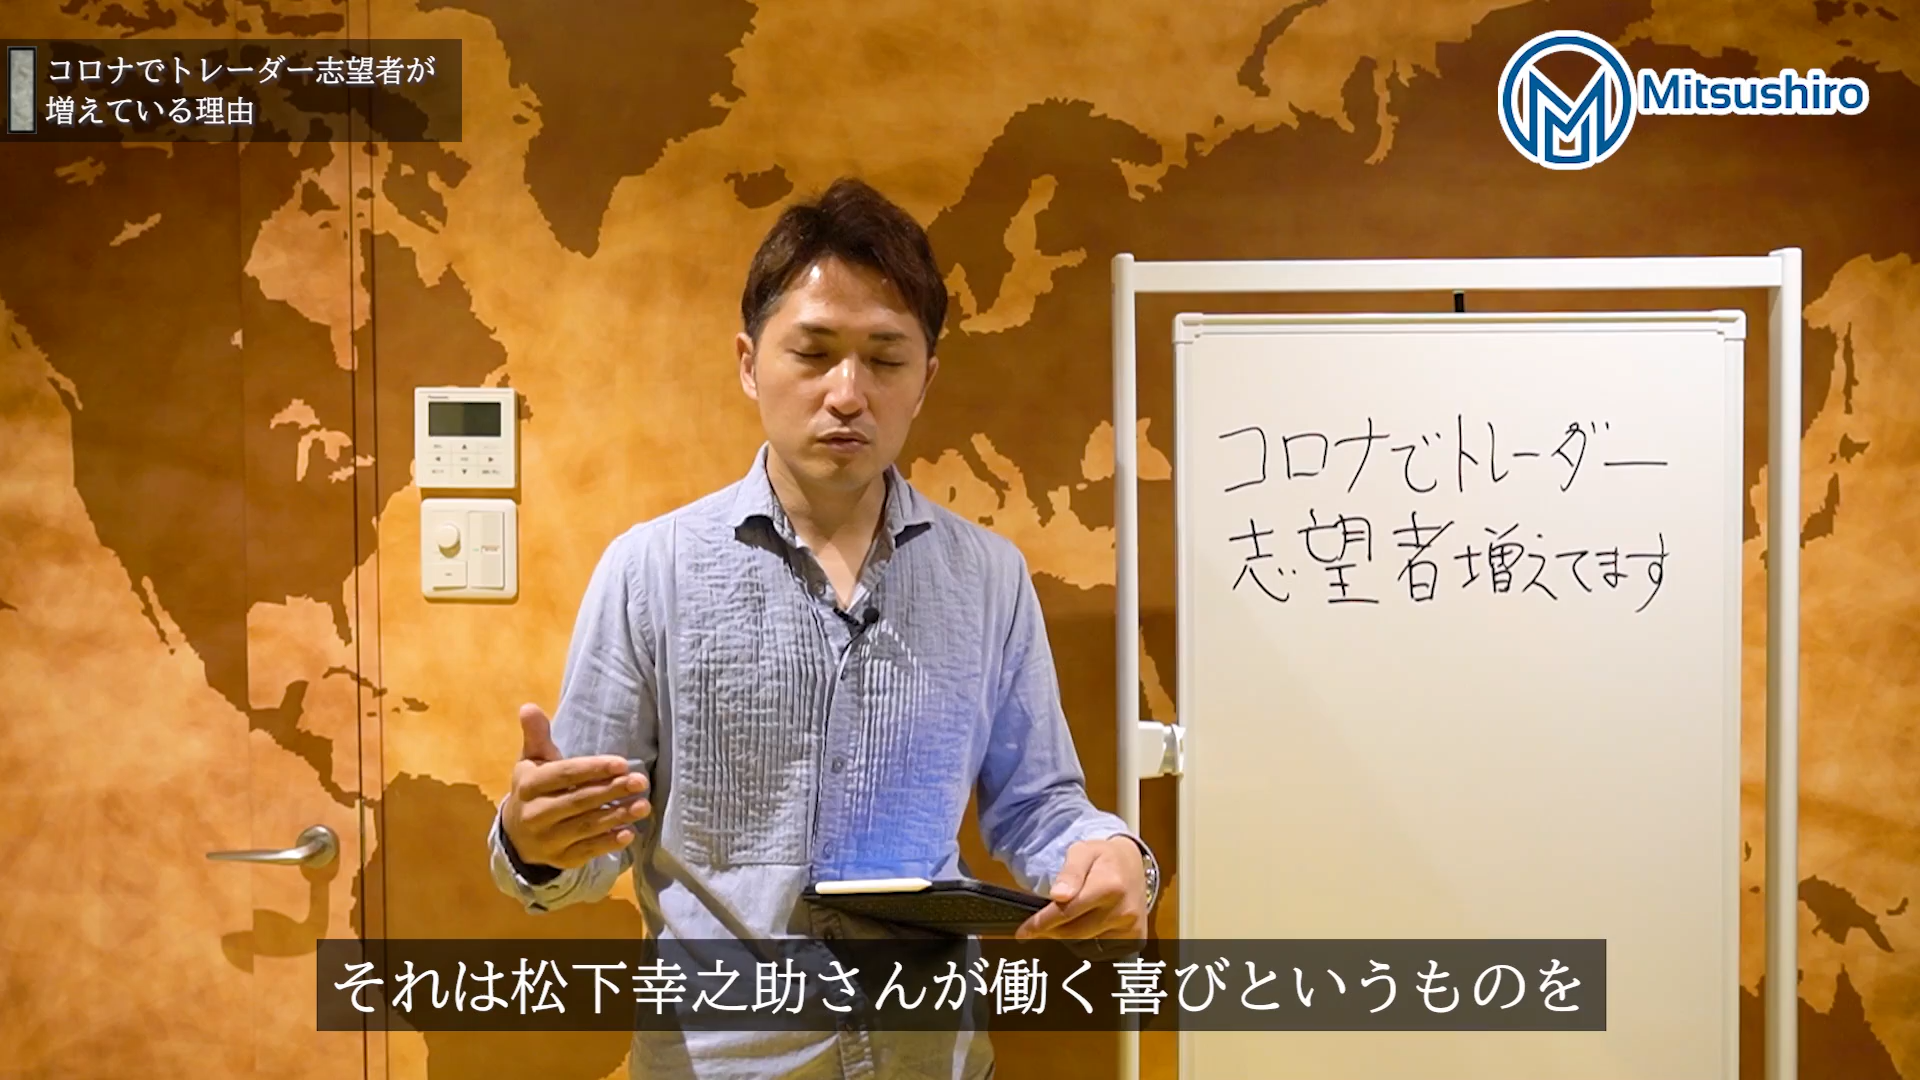 コロナでトレーダー志望者が
増えている理由
Mitsushiro
コロナでトレーダー
志望者増えてます
それは松下幸之助さんが働く喜びというものを